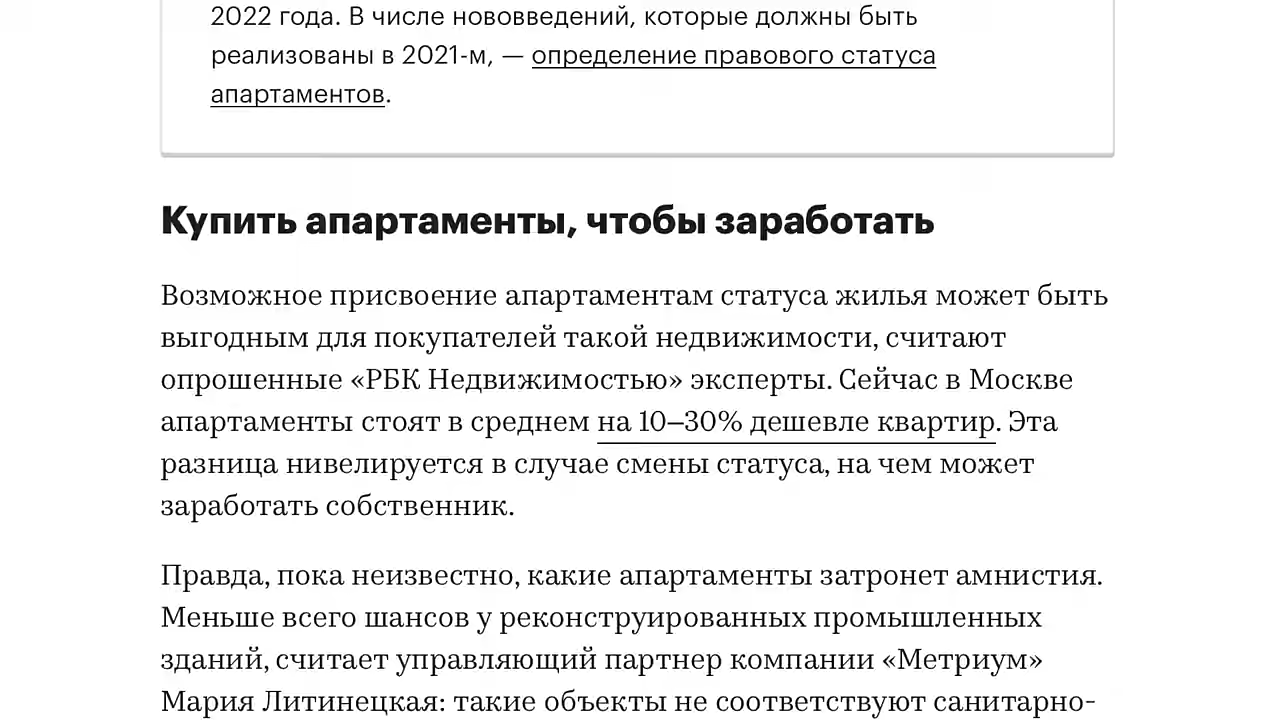 2022 года. В числе нововведений, которые должны быть
реализованы в 2021-м, — определение правового статуса
апартаментов.
Купить апартаменты, чтобы заработать
Возможное присвоение апартаментам статуса жилья может быть
выгодным для покупателей такой недвижимости, считают
опрошенные «РБК Недвижимостью» эксперты. Сейчас в Москве
апартаменты стоят в среднем на 10–30% дешевле квартир. Эта
разница нивелируется в случае смены статуса, на чем может
заработать собственник.
Правда, пока неизвестно, какие апартаменты затронет амнистия.
Меньше всего шансов у реконструированных промышленных
зданий, считает управляющий партнер компании «Метриум»
Мария Литинецкая: такие объекты не соответствуют санитарно-